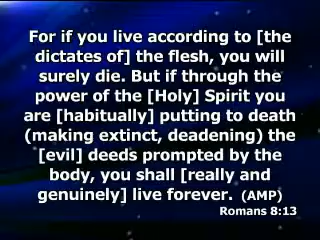 For if you live according to [the
dictates of] the flesh, you will
surely die. But if through the
power of the [Holy] Spirit you
are [habitually] putting to death
(making extinct, deadening) the
[evil] deeds prompted by the
body, you shall [really and
genuinely] live forever. (AMP)
Romans 8:13